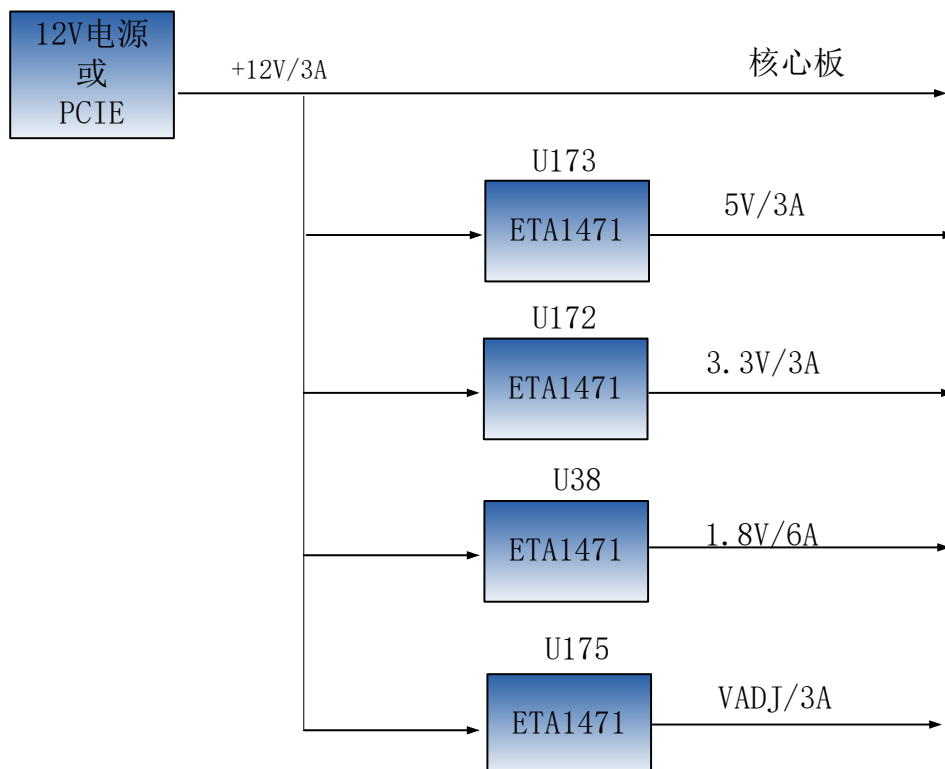 12V电源
或
PCIE
+12V/3A
核心板
U173
ETA1471
5V/3A
U172
ETA1471
3.3V/3A
U38
ETA1471
1.8V/6A
U175
ETA1471
VADJ/3A